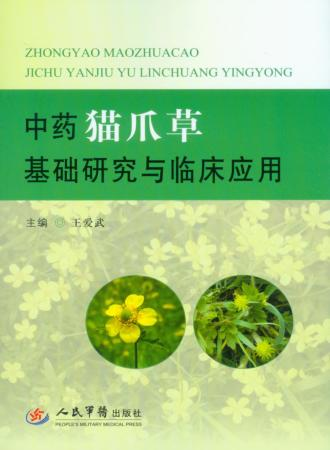 ZHONGYAO MAOZHUACAO
JICHU YANJIU YU LINCHUANG YINGYONG
中药 猫爪草
基础研究与临床应用
主编 ◎ 王爱武
人民军医出版社
PEOPLE'S MILITARY MEDICAL PRESS